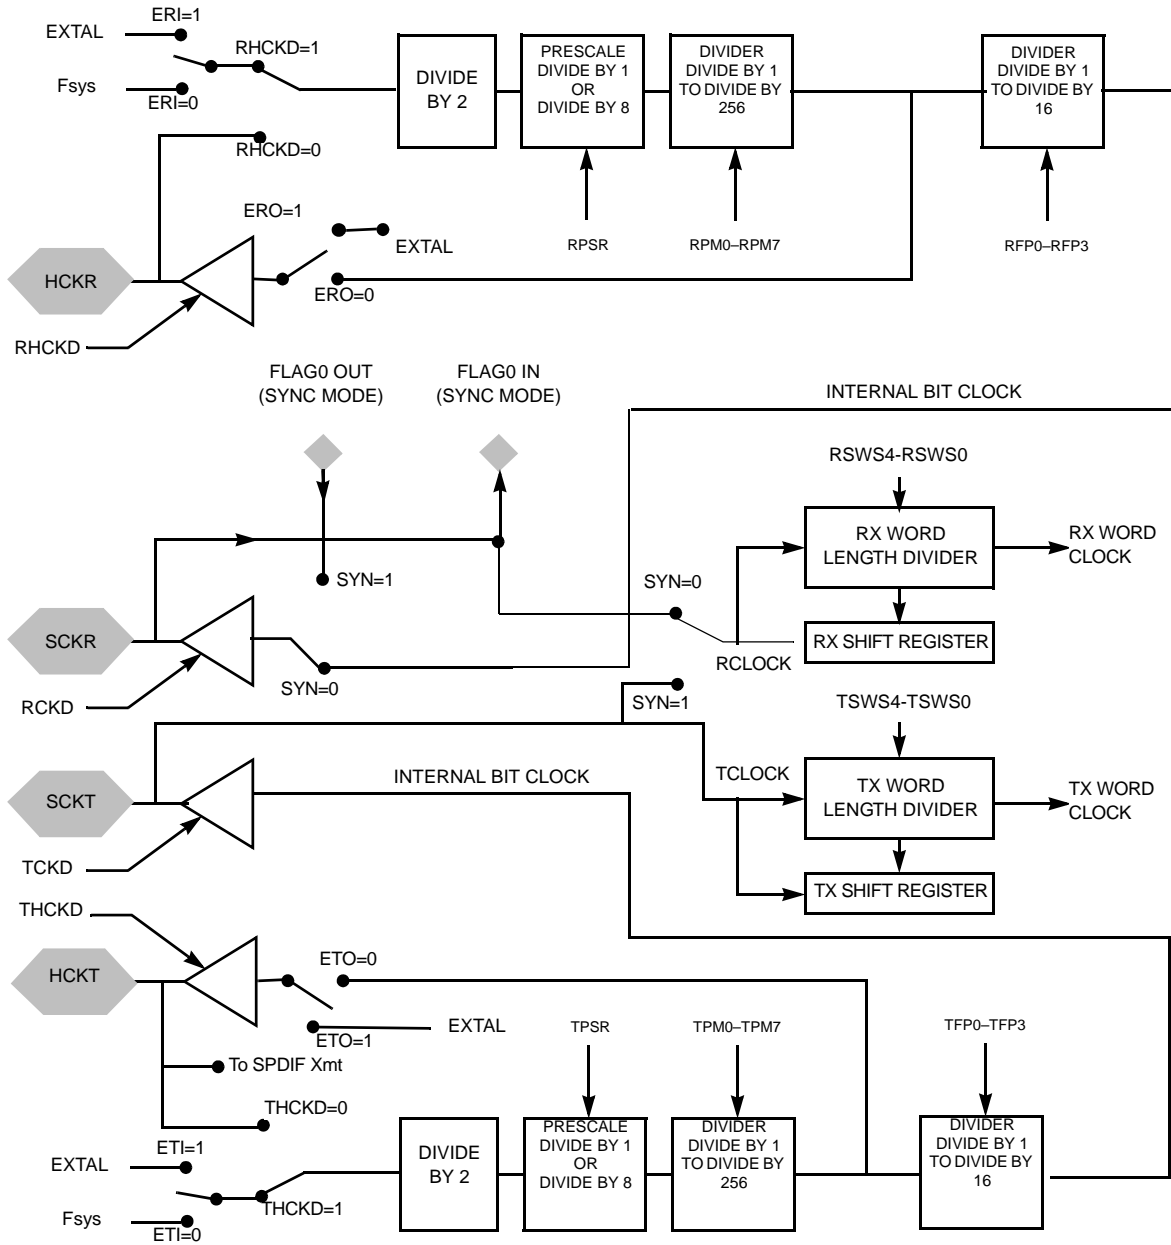 ERI=1
EXTAL
RHCKD=1
Fsys
ERI=0
RHCKD=0
DIVIDE
BY 2
PRESCALE
DIVIDE BY 1
OR
DIVIDE BY 8
DIVIDER
DIVIDE BY 1
TO DIVIDE BY
256
DIVIDER
DIVIDE BY 1
TO DIVIDE BY
16
RPSR
RPM0–RPM7
RFP0–RFP3
ERO=1
EXTAL
HCKR
ERO=0
RHCKD
FLAG0 OUT
(SYNC MODE)
FLAG0 IN
(SYNC MODE)
INTERNAL BIT CLOCK
RSWS4-RSWS0
RX WORD
LENGTH DIVIDER
RX WORD
CLOCK
SYN=1
SYN=0
SCKR
RX SHIFT REGISTER
RCLOCK
SYN=0
RCKD
SYN=1
TSWS4-TSWS0
INTERNAL BIT CLOCK
TCLOCK
TX WORD
LENGTH DIVIDER
TX WORD
CLOCK
SCKT
TCKD
TX SHIFT REGISTER
THCKD
ETO=0
HCKT
EXTAL
ETO=1
TPSR
TPM0–TPM7
TFP0–TFP3
To SPDIF Xmt
THCKD=0
ETI=1
EXTAL
THCKD=1
Fsys
ETI=0
DIVIDE
BY 2
PRESCALE
DIVIDE BY 1
OR
DIVIDE BY 8
DIVIDER
DIVIDE BY 1
TO DIVIDE BY
256
DIVIDER
DIVIDE BY 1
TO DIVIDE BY
16